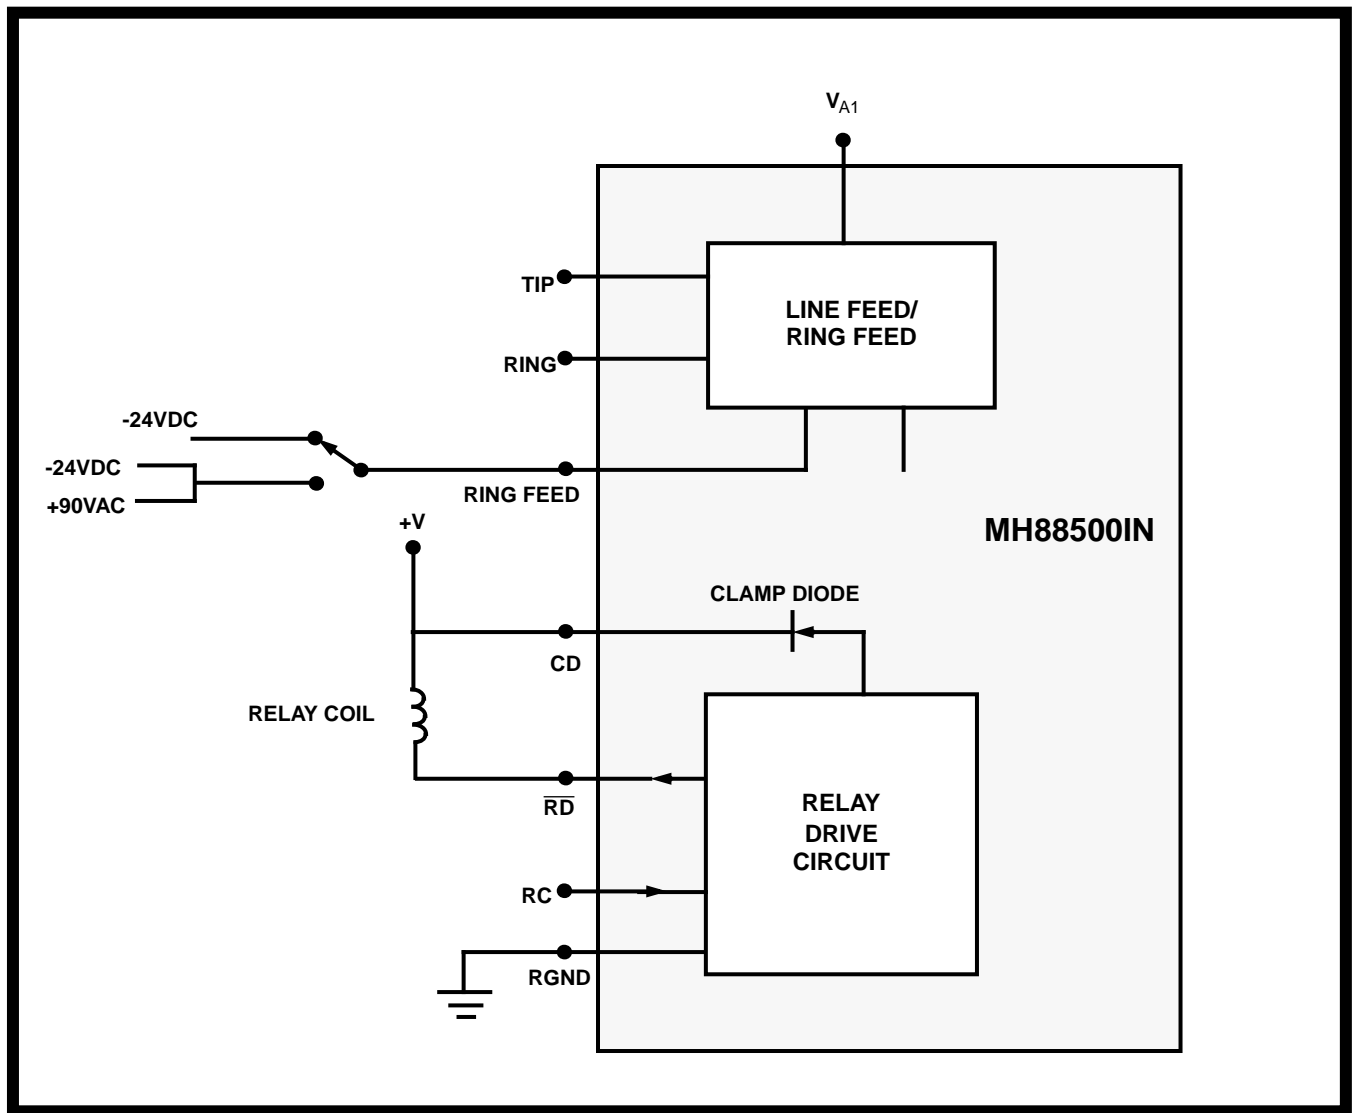 VA1
TIP
LINE FEED/
RING FEED
RING
-24VDC
-24VDC
+90VAC
RING FEED
+V
MH88500IN
CLAMP DIODE
CD
RELAY COIL
R̅D̅
RELAY
DRIVE
CIRCUIT
RC
RGND